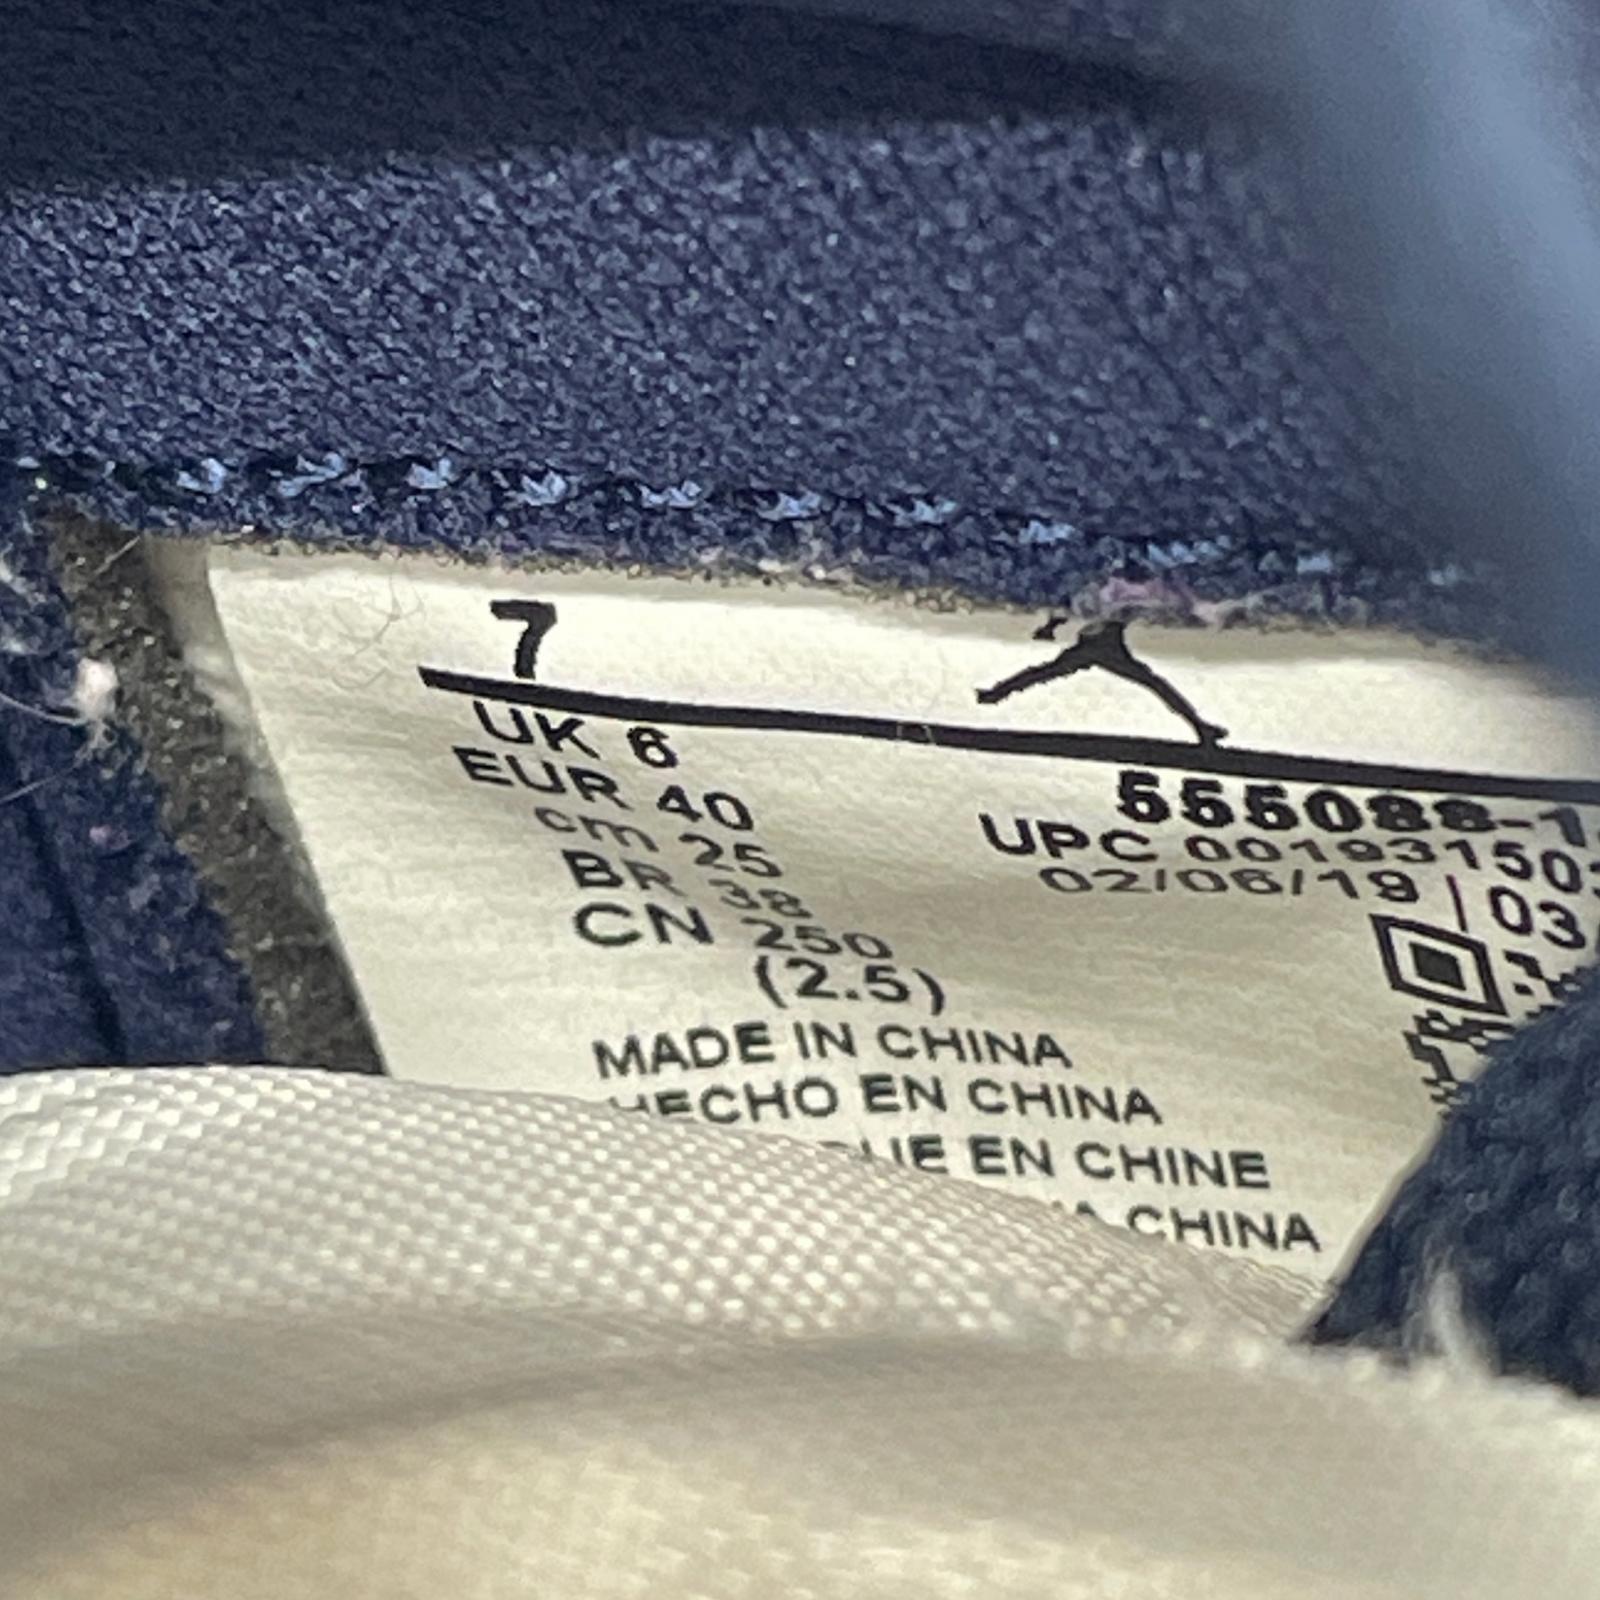 7
UK 6
EUR 40
cm 25
BR 38
CN 250
(2.5)
555088-1
UPC 00193150
02/06/19 | 03
MADE IN CHINA
HECHO EN CHINA
EN CHINE
CHINA